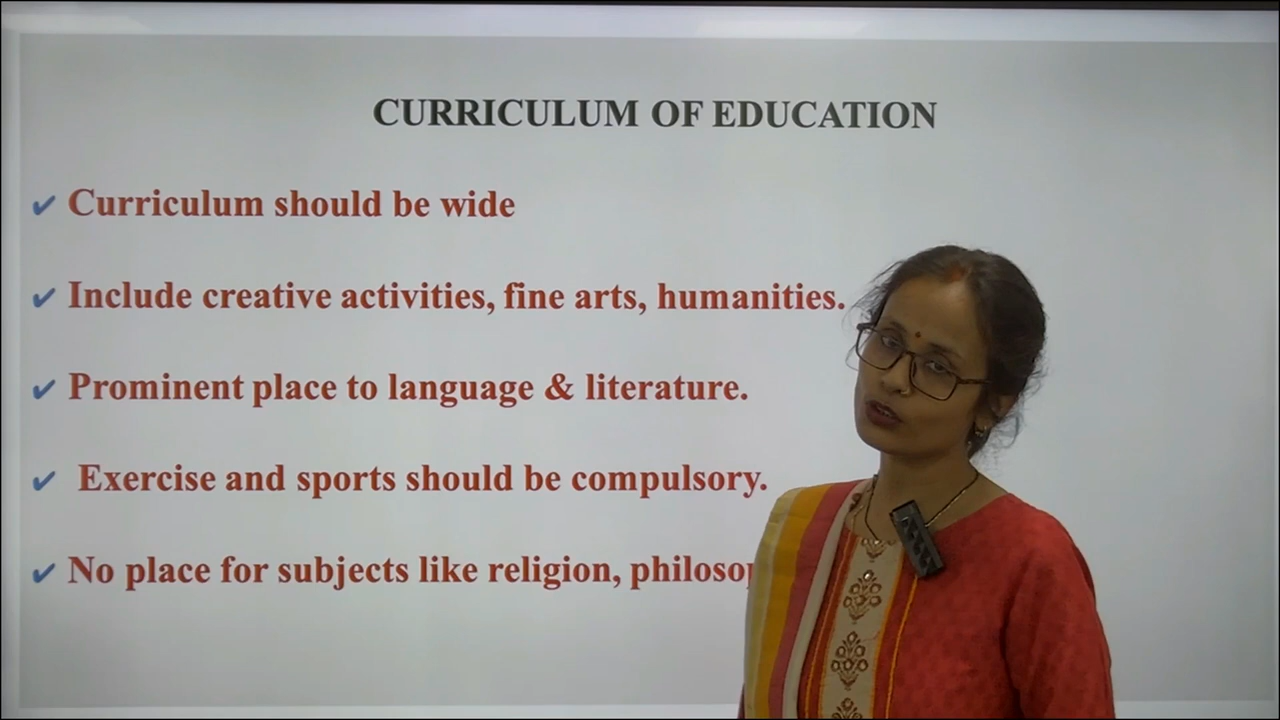 CURRICULUM OF EDUCATION
✔ Curriculum should be wide
✔ Include creative activities, fine arts, humanities.
✔ Prominent place to language & literature.
✔ Exercise and sports should be compulsory.
✔ No place for subjects like religion,